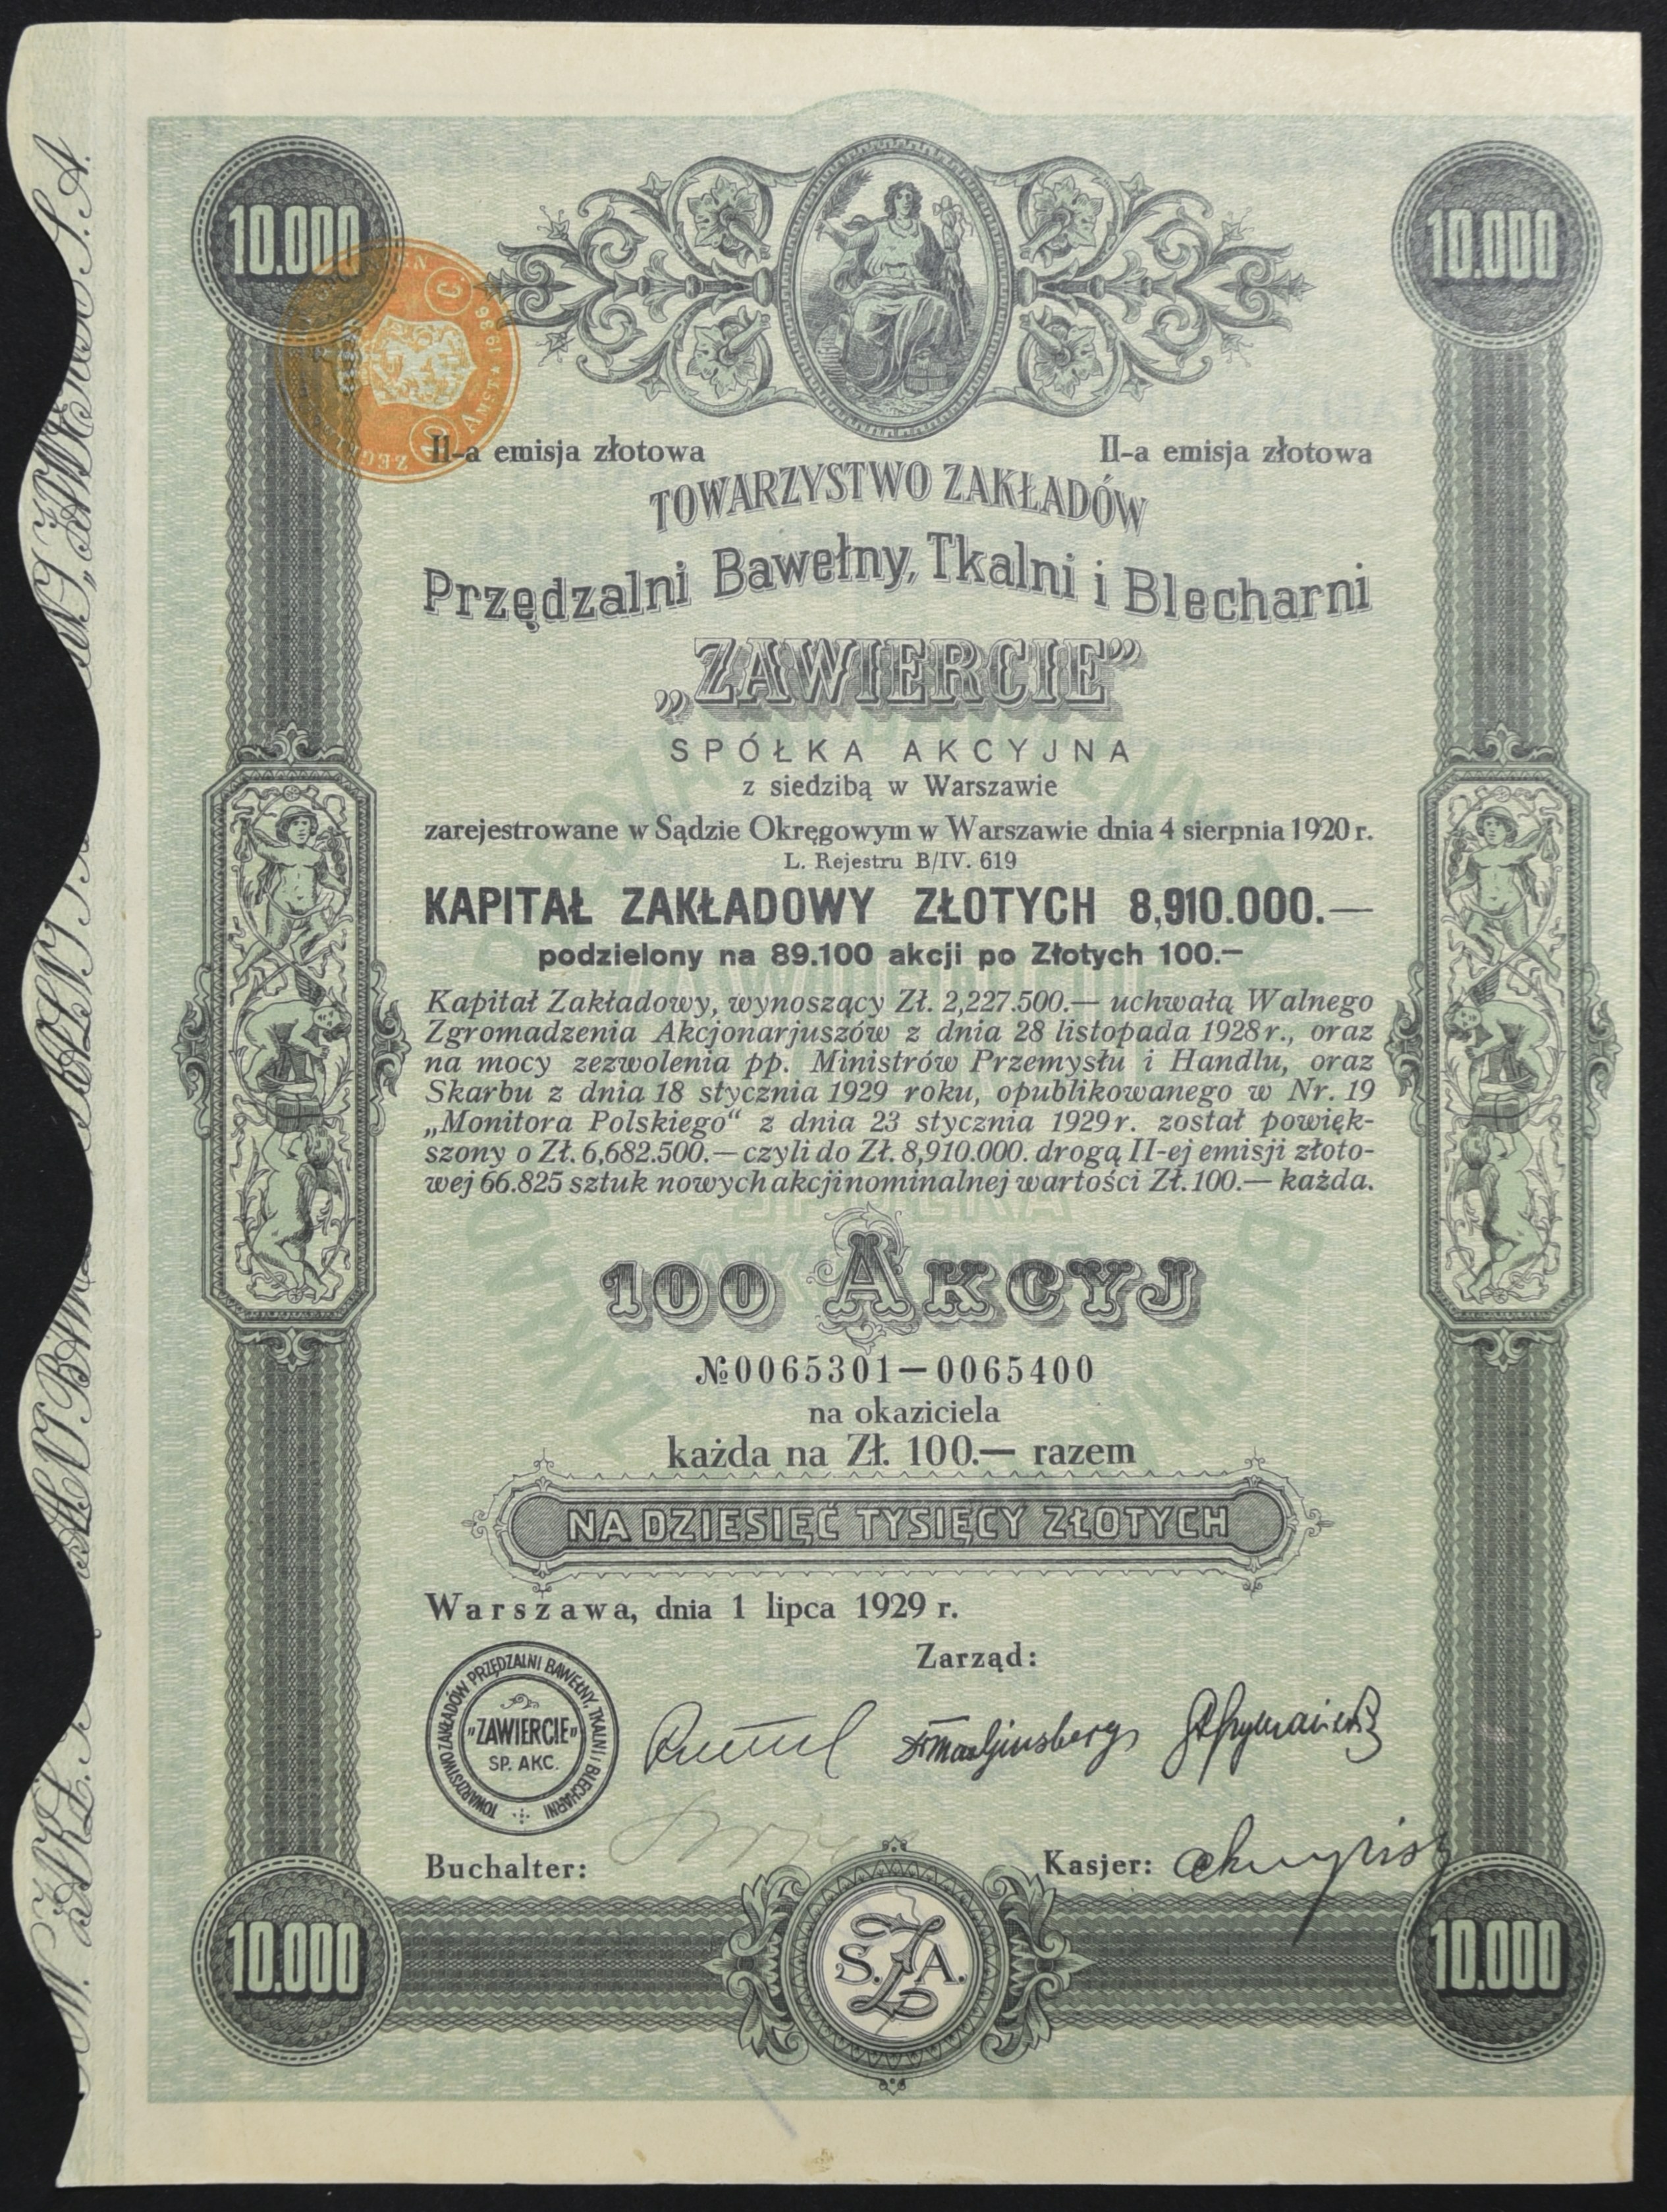 10.000
10.000
AMST. 1936
II-a emisja złotowa
II-a emisja złotowa
TOWARZYSTWO ZAKŁADÓW
Przędzalni Bawełny, Tkalni i Blecharni
„ZAWIERCIE”
SPÓŁKA AKCYJNA
z siedzibą w Warszawie
zarejestrowane w Sądzie Okręgowym w Warszawie dnia 4 sierpnia 1920 r.
L. Rejestru B/IV. 619
KAPITAŁ ZAKŁADOWY ZŁOTYCH 8,910.000.—
podzielony na 89.100 akcji po Złotych 100.—
Kapitał Zakładowy, wynoszący Zł. 2,227.500.— uchwałą Walnego
Zgromadzenia Akcjonarjuszów z dnia 28 listopada 1928 r., oraz
na mocy zezwolenia pp. Ministrów Przemysłu i Handlu, oraz
Skarbu z dnia 18 stycznia 1929 roku, opublikowanego w Nr. 19
„Monitora Polskiego“ z dnia 23 stycznia 1929 r. został powięk-
szony o Zł. 6,682.500.— czyli do Zł. 8,910.000. drogą II-ej emisji złoto-
wej 66.825 sztuk nowych akcji nominalnej wartości Zł. 100.— każda.
100 AKCYJ
№ 0065301—0065400
na okaziciela
każda na Zł. 100.— razem
NA DZIESIĘĆ TYSIĘCY ZŁOTYCH
Warszawa, dnia 1 lipca 1929 r.
Zarząd:
TOWARZYSTWO ZAKŁADÓW PRZĘDZALNI BAWEŁNY, TKALNI I BLECHARNI
„ZAWIERCIE”
SP. AKC.
Buchalter:
Kasjer:
10.000
S.Z.A.
10.000